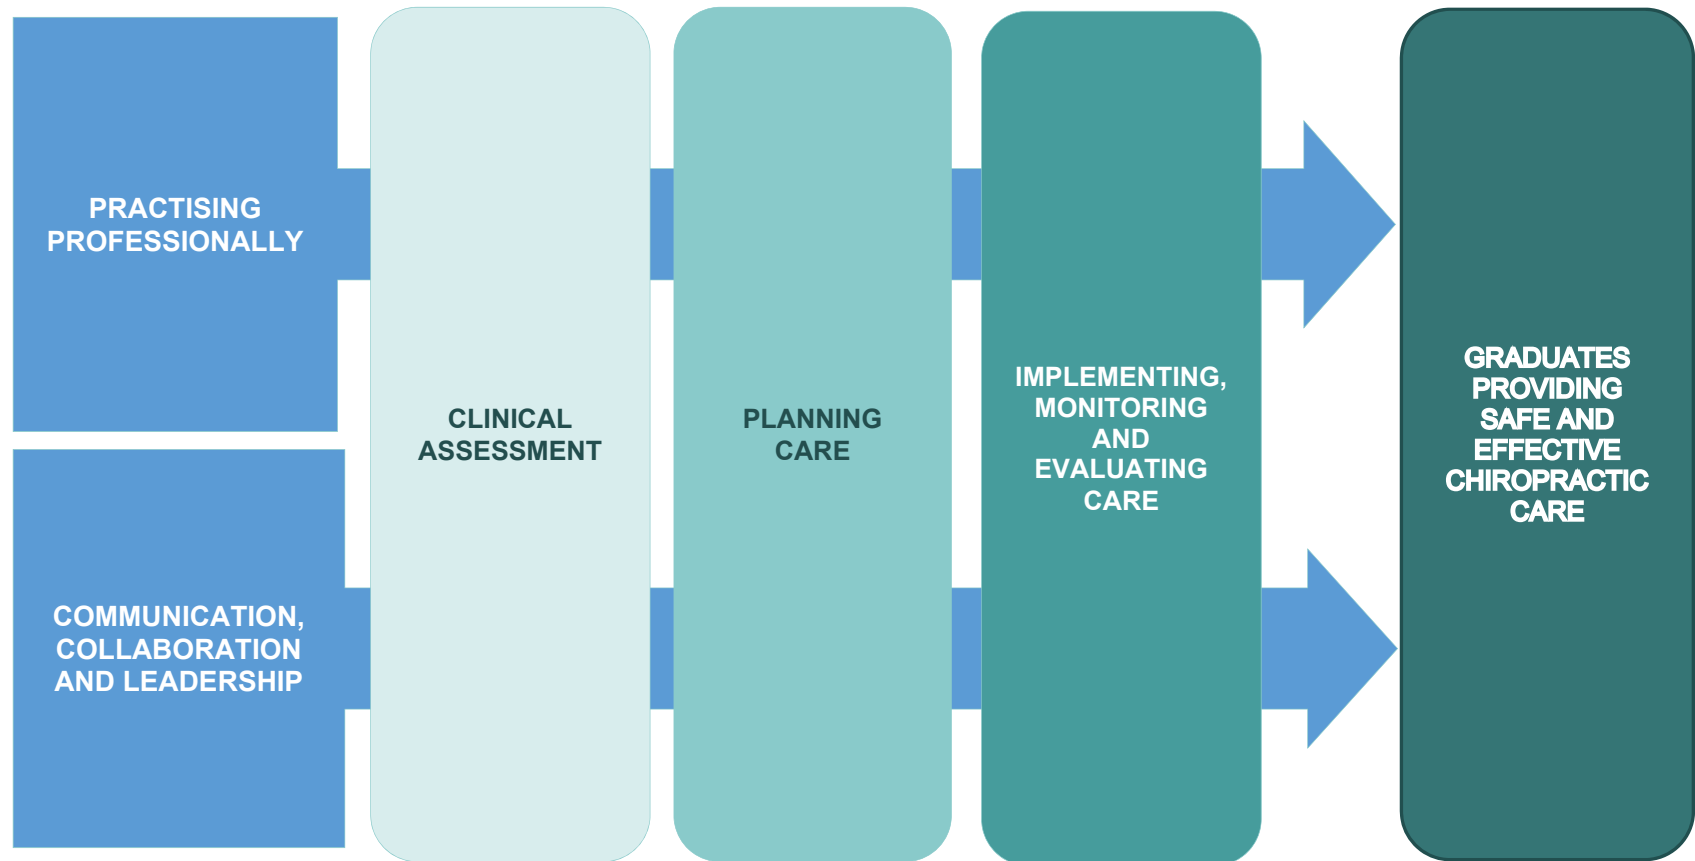 PRACTISING
PROFESSIONALLY
COMMUNICATION,
COLLABORATION
AND LEADERSHIP
CLINICAL
ASSESSMENT
PLANNING
CARE
IMPLEMENTING,
MONITORING
AND
EVALUATING
CARE
GRADUATES
PROVIDING
SAFE AND
EFFECTIVE
CHIROPRACTIC
CARE